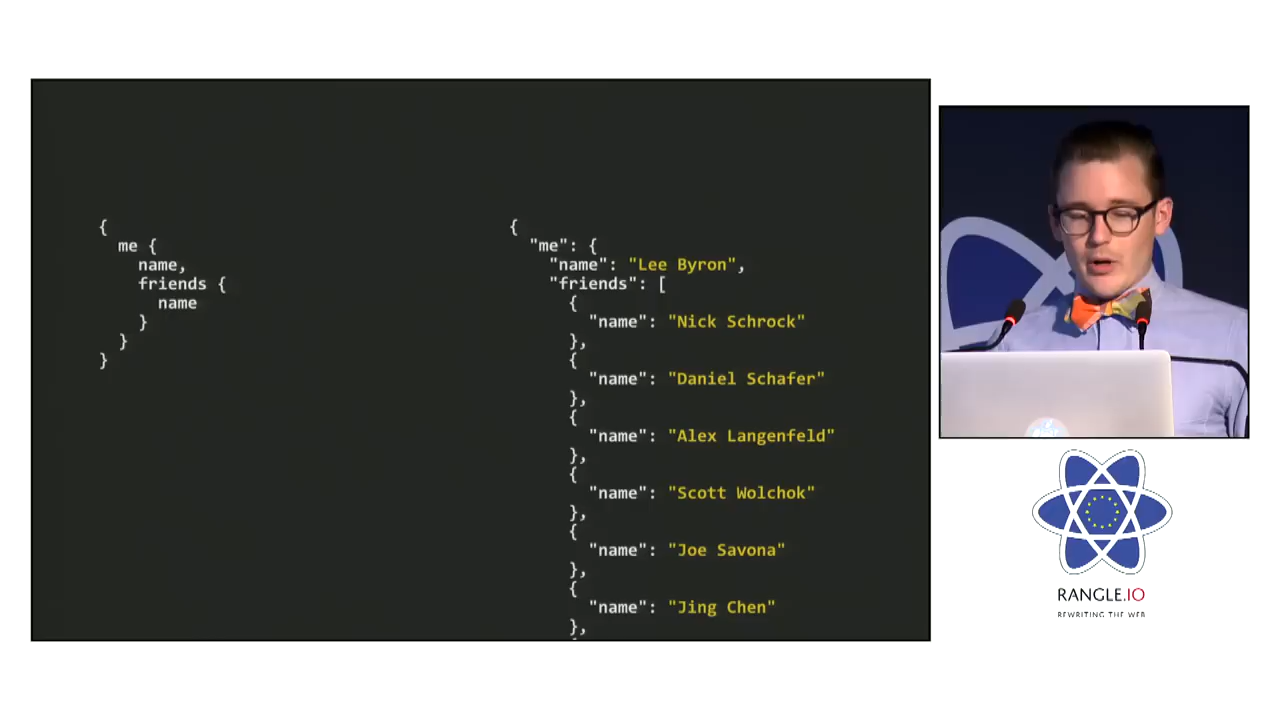 {
  me {
    name,
    friends {
      name
    }
  }
}
{
  "me": {
    "name": "Lee Byron",
    "friends": [
      {
        "name": "Nick Schrock"
      },
      {
        "name": "Daniel Schafer"
      },
      {
        "name": "Alex Langenfeld"
      },
      {
        "name": "Scott Wolchok"
      },
      {
        "name": "Joe Savona"
      },
      {
        "name": "Jing Chen"
      },
RANGLE.IO
REWRITING THE WEB